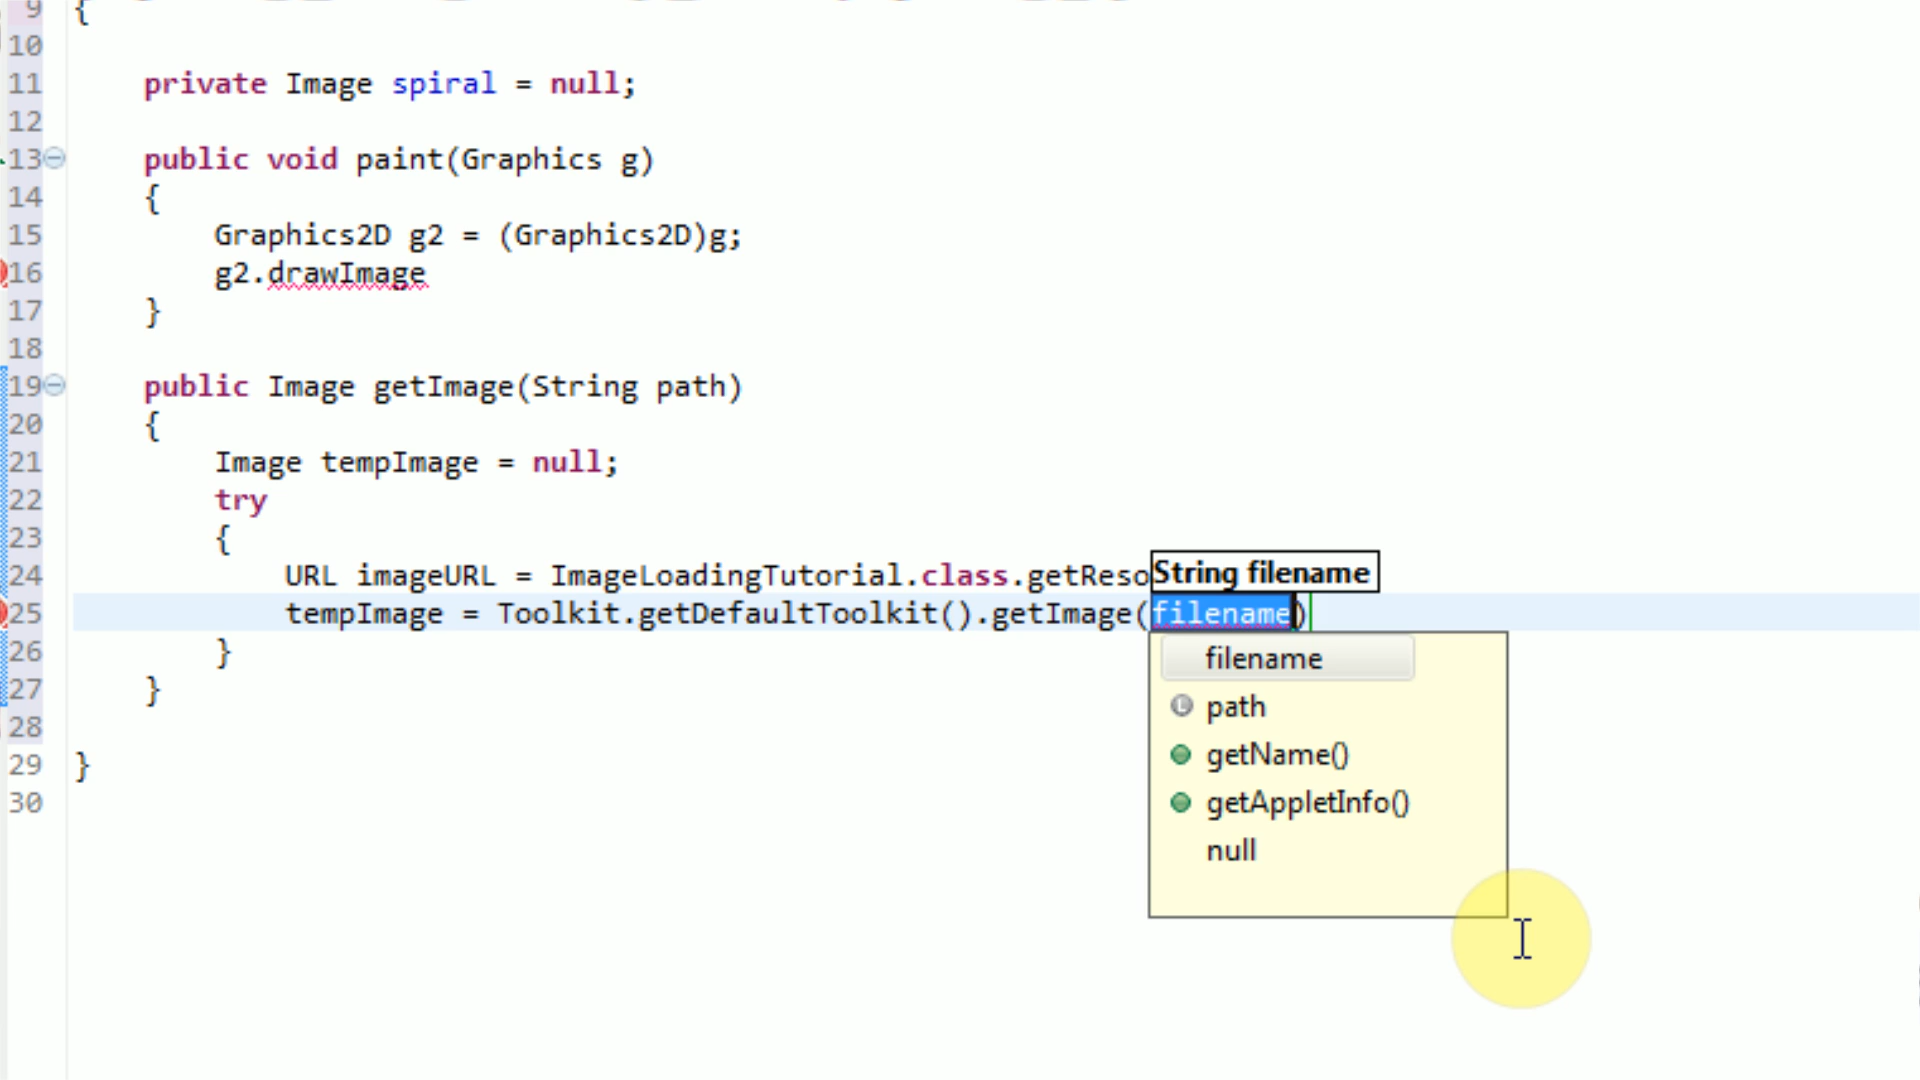 9 {
10
11 private Image spiral = null;
12
13 public void paint(Graphics g)
14 {
15 Graphics2D g2 = (Graphics2D)g;
16 g2.drawImage
17 }
18
19 public Image getImage(String path)
20 {
21 Image tempImage = null;
22 try
23 {
24 URL imageURL = ImageLoadingTutorial.class.getReso
String filename
25 tempImage = Toolkit.getDefaultToolkit().getImage(filename)
26 }
27 }
28
29 }
30
filename
path
getName()
getAppletInfo()
null